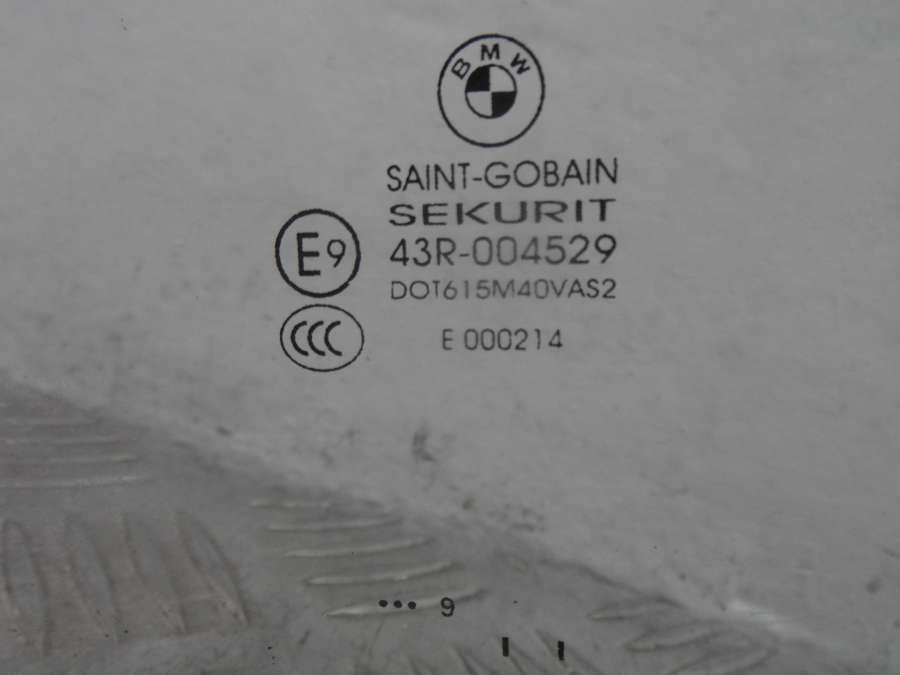 BMW
SAINT-GOBAIN
SEKURIT
E9
43R-004529
DOT615M40VAS2
CCC
E 000214
... 9